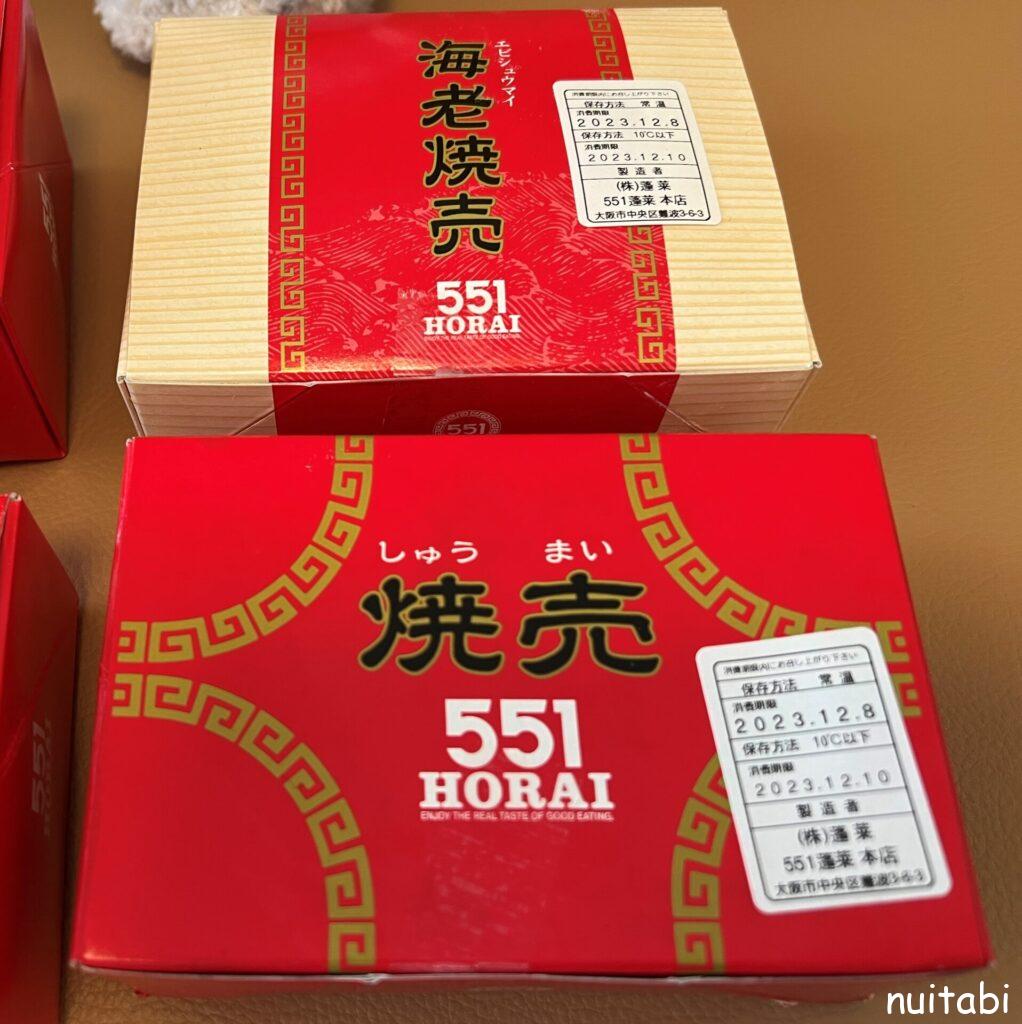 海老焼売
エビシュウマイ
551
HORAI
ENJOY THE REAL TASTE OF GOOD EATING.
消費期限内にお召し上がり下さい
保存方法 常温
消費期限
2023.12.8
保存方法 10℃以下
消費期限
2023.12.10
製造者
(株)蓬莱
551蓬莱 本店
大阪市中央区難波3-6-3
551
しゅう まい
焼売
551
HORAI
ENJOY THE REAL TASTE OF GOOD EATING.
消費期限内にお召し上がり下さい
保存方法 常温
消費期限
2023.12.8
保存方法 10℃以下
消費期限
2023.12.10
製造者
(株)蓬莱
551蓬莱 本店
大阪市中央区難波3-6-3
551
nuitabi